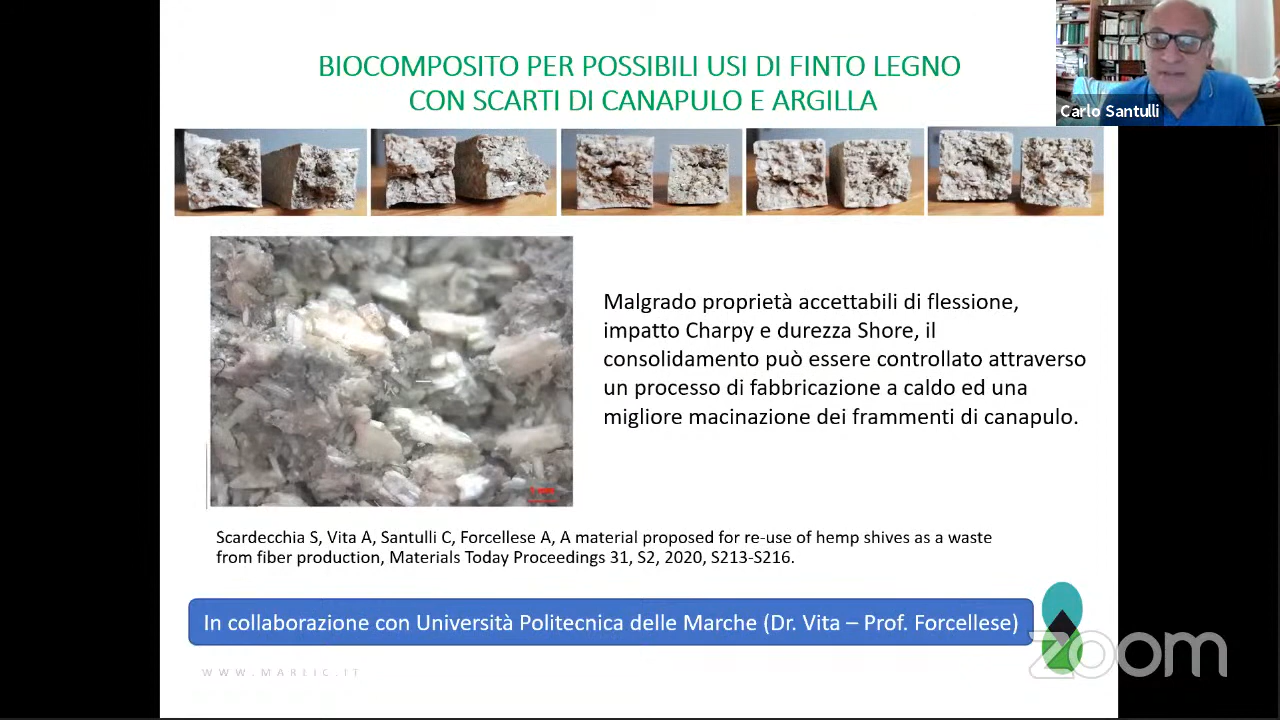 BIOCOMPOSITO PER POSSIBILI USI DI FINTO LEGNO
CON SCARTI DI CANAPULO E ARGILLA
Carlo Santulli
Malgrado proprietà accettabili di flessione,
impatto Charpy e durezza Shore, il
consolidamento può essere controllato attraverso
un processo di fabbricazione a caldo ed una
migliore macinazione dei frammenti di canapulo.
Scardecchia S, Vita A, Santulli C, Forcellese A, A material proposed for re-use of hemp shives as a waste
from fiber production, Materials Today Proceedings 31, S2, 2020, S213-S216.
In collaborazione con Università Politecnica delle Marche (Dr. Vita – Prof. Forcellese)
WWW.MARLIC.IT
zoom